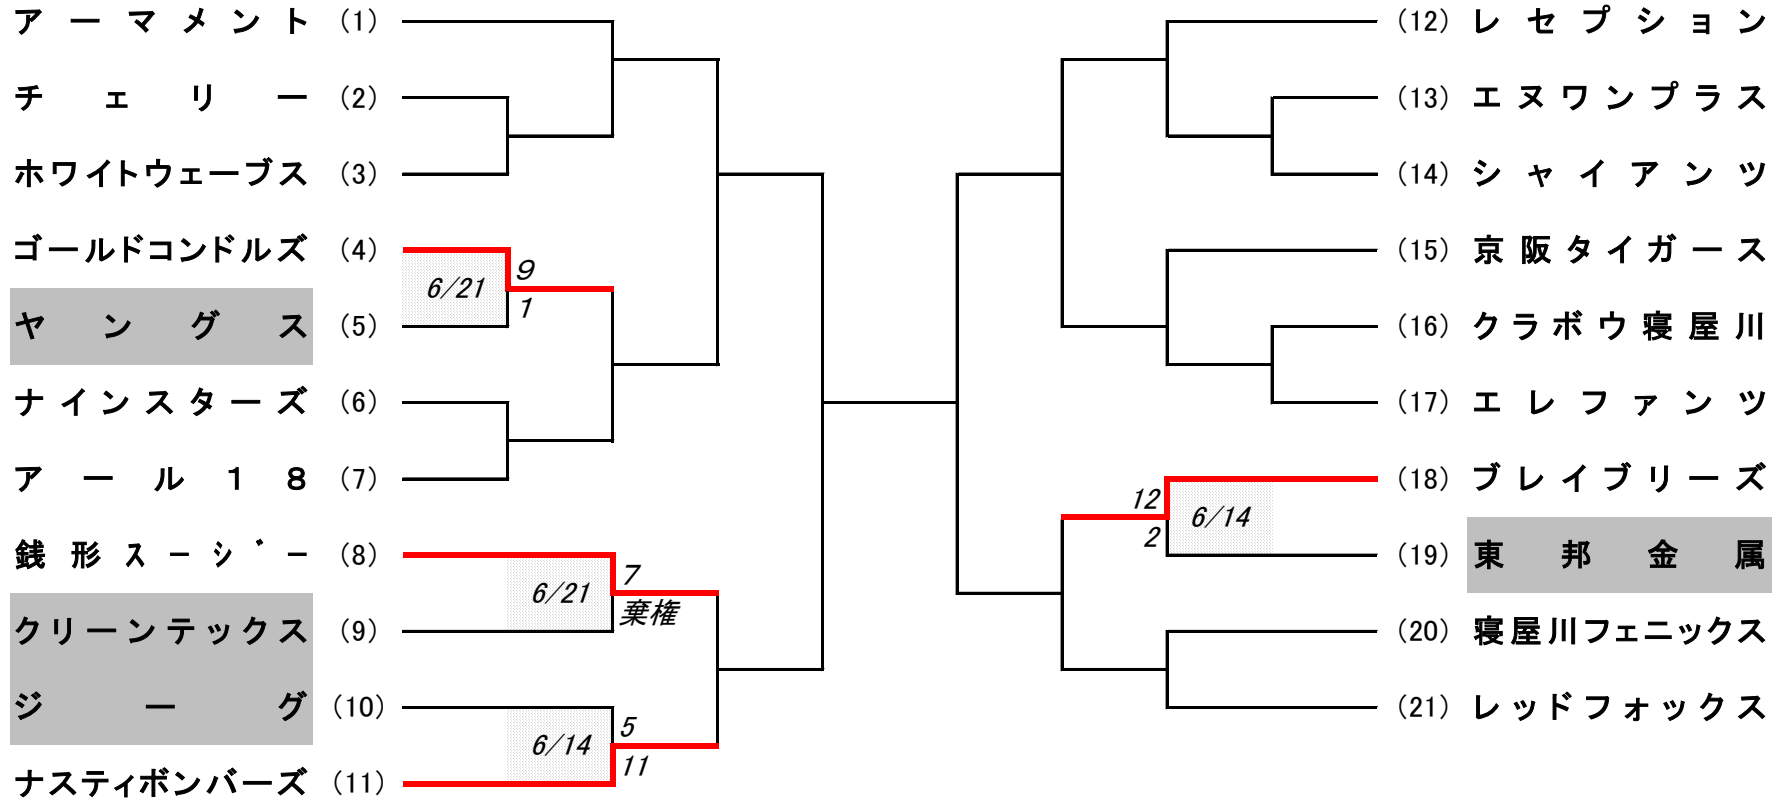 アーマメント (1)
チェリー (2)
ホワイトウェーブス (3)
ゴールドコンドルズ (4)
6/21
9
1
ヤングス (5)
ナインスターズ (6)
アール１８ (7)
銭形スーシ゛ー (8)
6/21
7
棄権
クリーンテックス (9)
ジーグ (10)
6/14
5
11
ナスティボンバーズ (11)
(12) レセプション
(13) エヌワンプラス
(14) シャイアンツ
(15) 京阪タイガース
(16) クラボウ寝屋川
(17) エレファンツ
(18) ブレイブリーズ
12
2
6/14
(19) 東邦金属
(20) 寝屋川フェニックス
(21) レッドフォックス